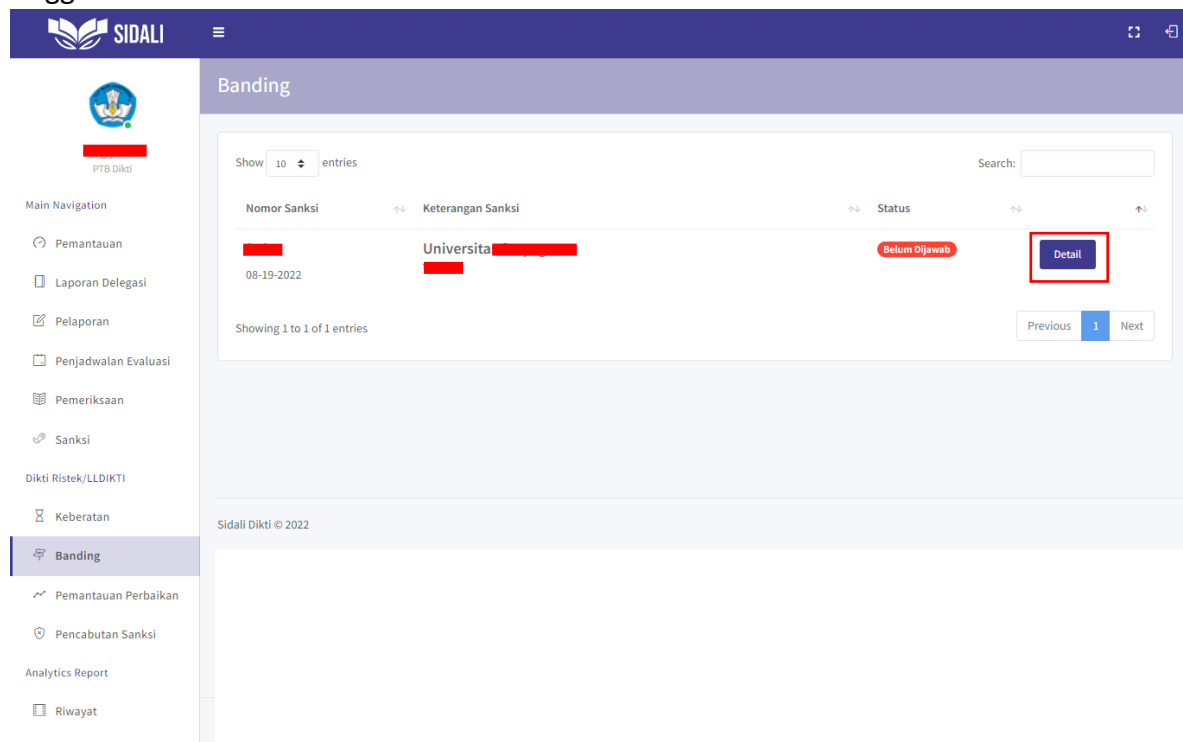 SIDALI
Banding
PTB Dikti
Main Navigation
Pemantauan
Laporan Delegasi
Pelaporan
Penjadwalan Evaluasi
Pemeriksaan
Sanksi
Dikti Ristek/LLDIKTI
Keberatan
Banding
Pemantauan Perbaikan
Pencabutan Sanksi
Analytics Report
Riwayat
Show 10 entries
Search:
Nomor Sanksi Keterangan Sanksi Status
Universita
Belum Dijawab
Detail
08-19-2022
Showing 1 to 1 of 1 entries
Previous 1 Next
Sidali Dikti © 2022